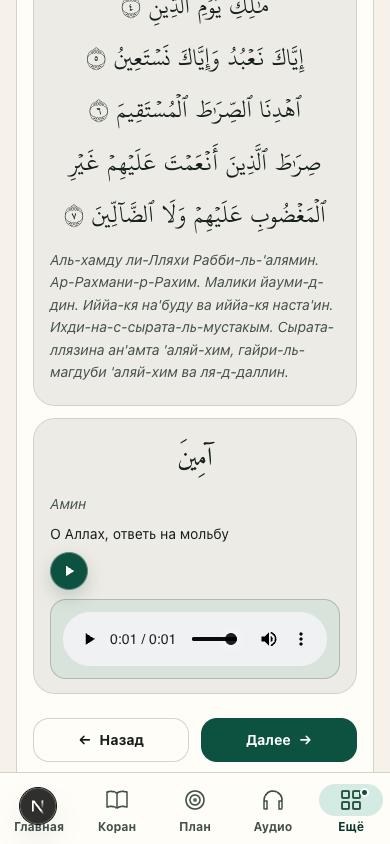 مَٰلِكِ يَوْمِ ٱلدِّينِ ٤
إِيَّاكَ نَعْبُدُ وَإِيَّاكَ نَسْتَعِينُ ٥
ٱهْدِنَا ٱلصِّرَٰطَ ٱلْمُسْتَقِيمَ ٦
صِرَٰطَ ٱلَّذِينَ أَنْعَمْتَ عَلَيْهِمْ غَيْرِ
ٱلْمَغْضُوبِ عَلَيْهِمْ وَلَا ٱلضَّآلِّينَ ٧
Аль-хамду ли-Лляхи Рабби-ль-'алямин.
Ар-Рахмани-р-Рахим. Малики йауми-д-
дин. Иййа-кя на'буду ва иййа-кя наста'ин.
Ихди-на-с-сырата-ль-мустакым. Сырата-
ллязина ан'амта 'аляй-хим, гайри-ль-
магдуби 'аляй-хим ва ля-д-даллин.
آمِينَ
Амин
О Аллах, ответь на мольбу
0:01 / 0:01
← Назад
Далее →
N
Главная
Коран
План
Аудио
Ещё